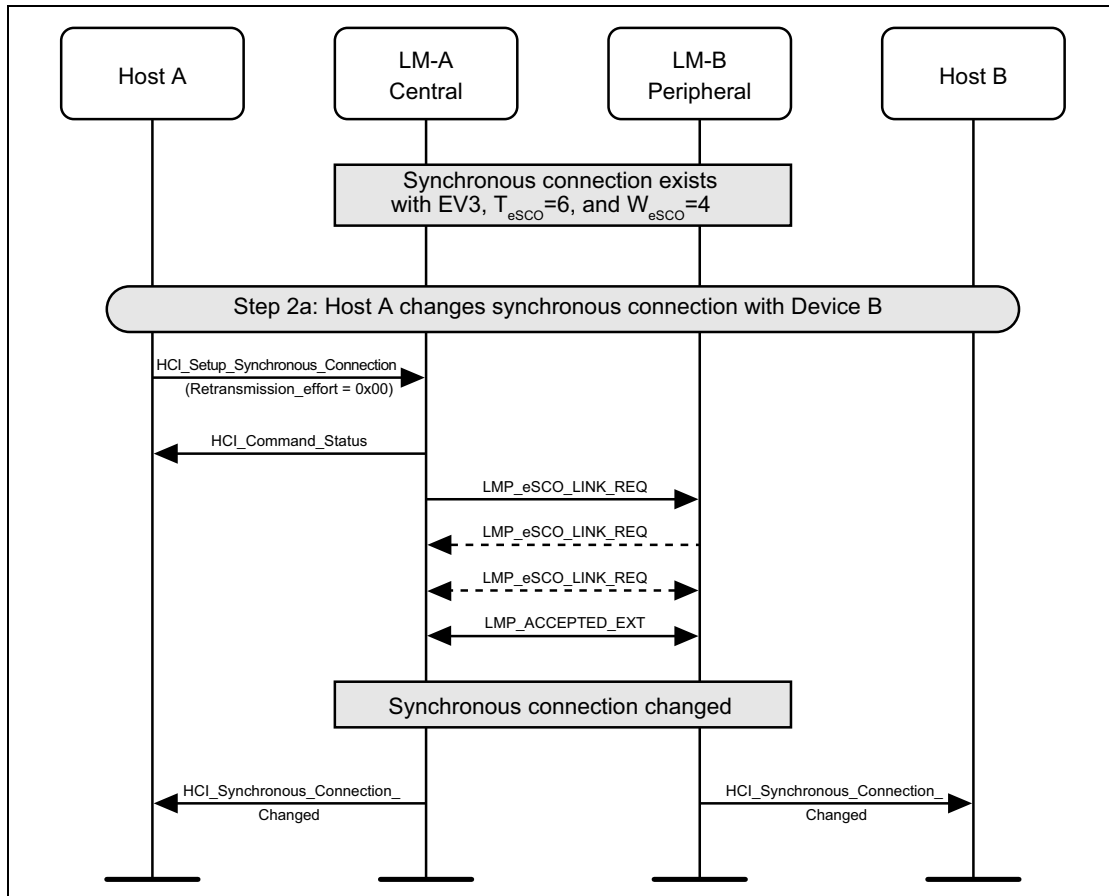 Host A
LM-A
Central
LM-B
Peripheral
Host B
Synchronous connection exists
with EV3, TeSCO=6, and WeSCO=4
Step 2a: Host A changes synchronous connection with Device B
HCI_Setup_Synchronous_Connection
(Retransmission_effort = 0x00)
HCI_Command_Status
LMP_eSCO_LINK_REQ
LMP_eSCO_LINK_REQ
LMP_eSCO_LINK_REQ
LMP_ACCEPTED_EXT
Synchronous connection changed
HCI_Synchronous_Connection_
Changed
HCI_Synchronous_Connection_
Changed